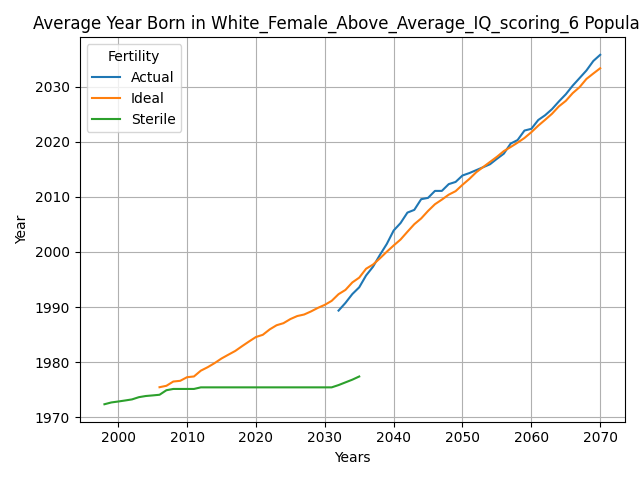 Average Year Born in White_Female_Above_Average_IQ_scoring_6 Popula
Fertility
Actual
Ideal
Sterile
2030
2020
2010
2000
1990
1980
1970
Year
2000 2010 2020 2030 2040 2050 2060 2070
Years